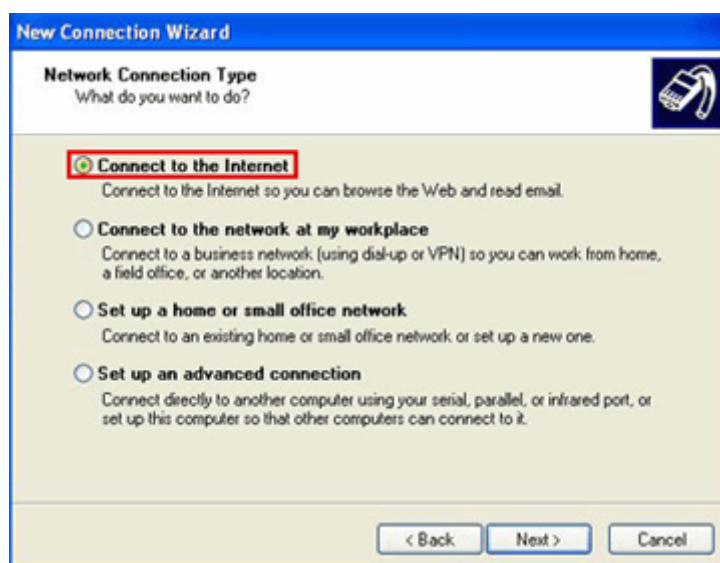 New Connection Wizard
Network Connection Type
What do you want to do?
Connect to the Internet
Connect to the Internet so you can browse the Web and read email.
Connect to the network at my workplace
Connect to a business network (using dial-up or VPN) so you can work from home,
a field office, or another location.
Set up a home or small office network
Connect to an existing home or small office network or set up a new one.
Set up an advanced connection
Connect directly to another computer using your serial, parallel, or infrared port, or
set up this computer so that other computers can connect to it.
< Back Next > Cancel